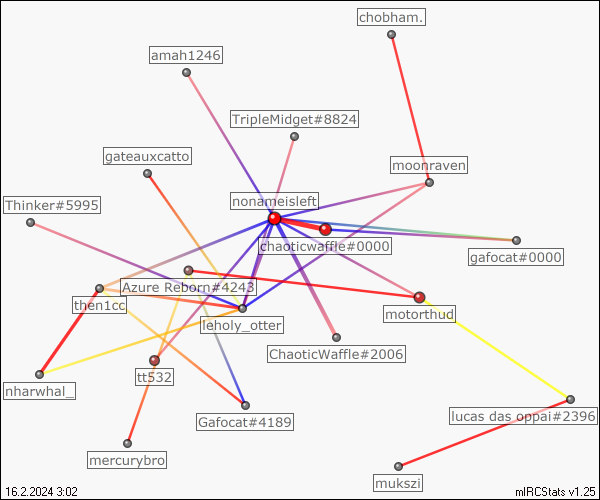 chobham.
amah1246
TripleMidget#8824
gateauxcatto
moonraven
nonameisleft
Thinker#5995
chaoticwaffle#0000
gafocat#0000
Azure Reborn#4243
then1cc
motorthud
leholy_otter
ChaoticWaffle#2006
tt532
nharwhal_
lucas das oppai#2396
Gafocat#4189
mercurybro
mukszi
16.2.2024 3:02
mIRCStats v1.25